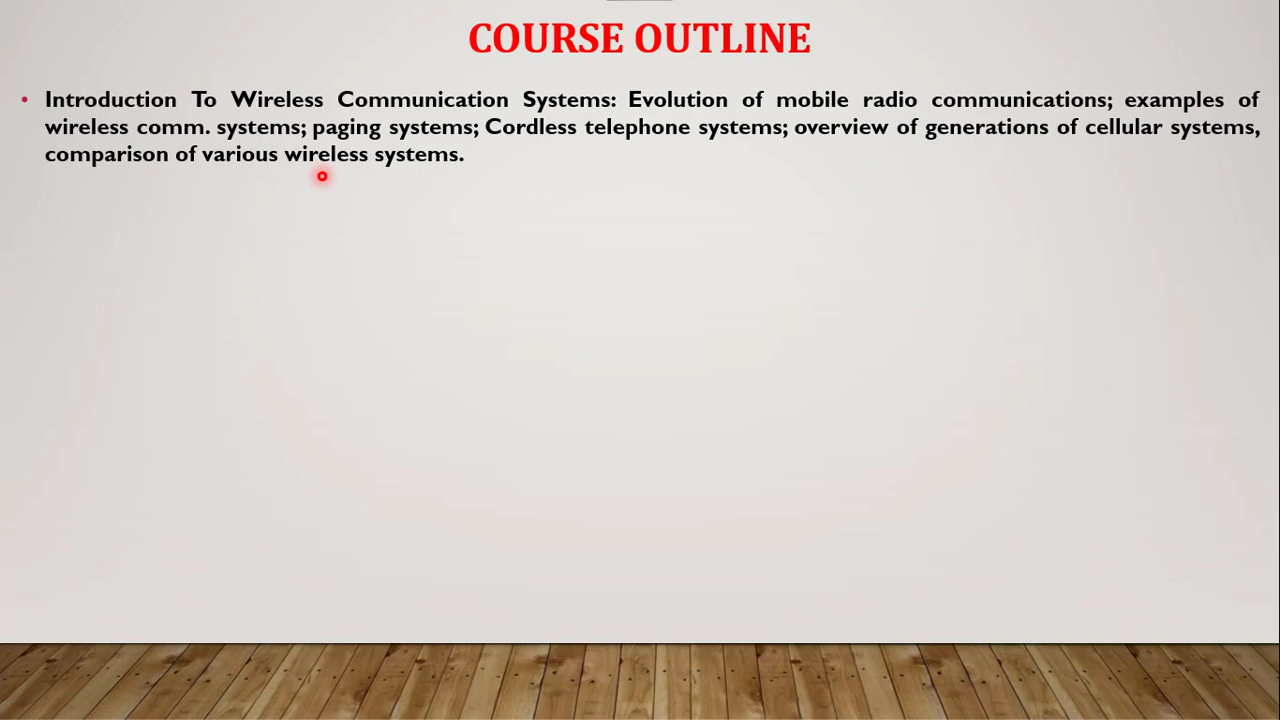 COURSE OUTLINE
• Introduction To Wireless Communication Systems: Evolution of mobile radio communications; examples of
wireless comm. systems; paging systems; Cordless telephone systems; overview of generations of cellular systems,
comparison of various wireless systems.